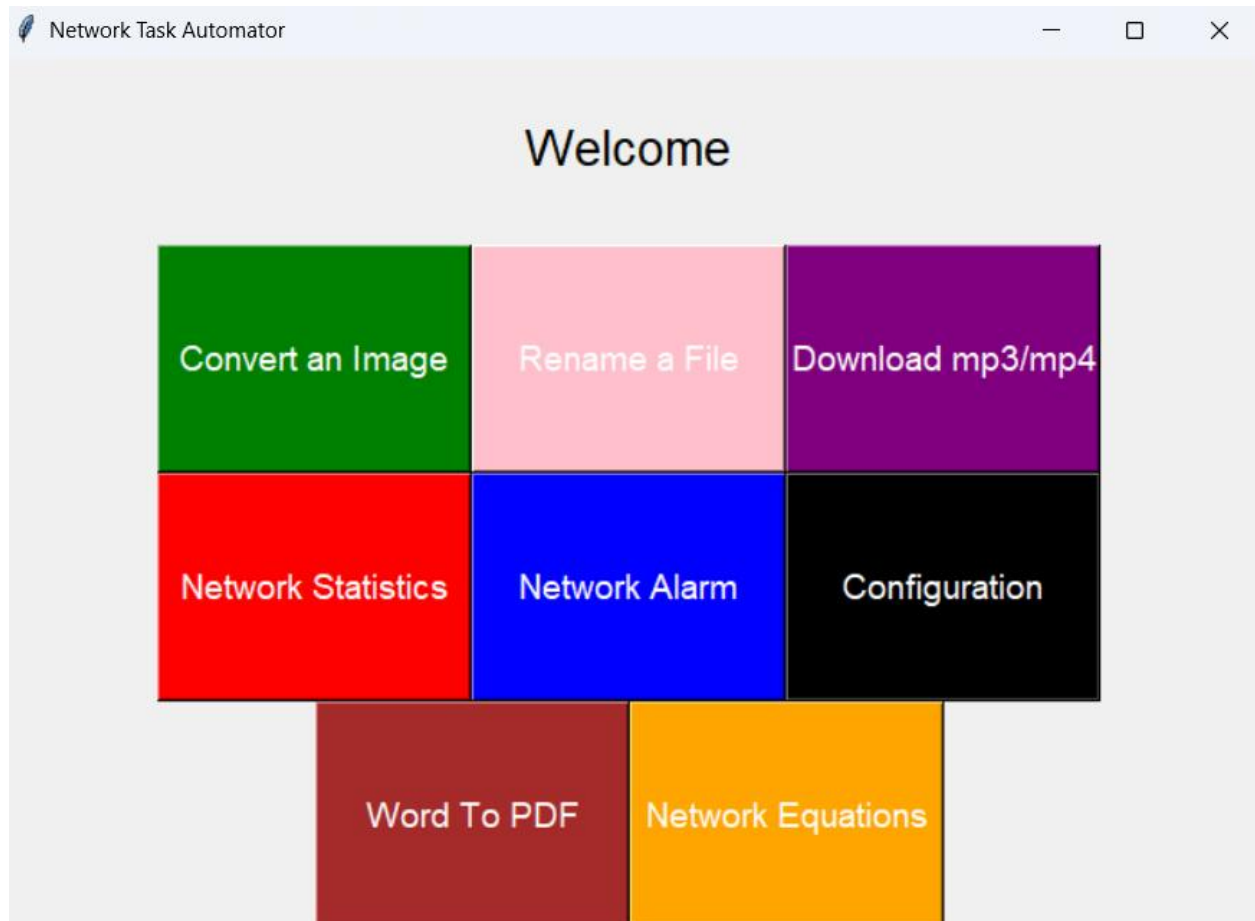 Network Task Automator
Welcome
Convert an Image
Rename a File
Download mp3/mp4
Network Statistics
Network Alarm
Configuration
Word To PDF
Network Equations